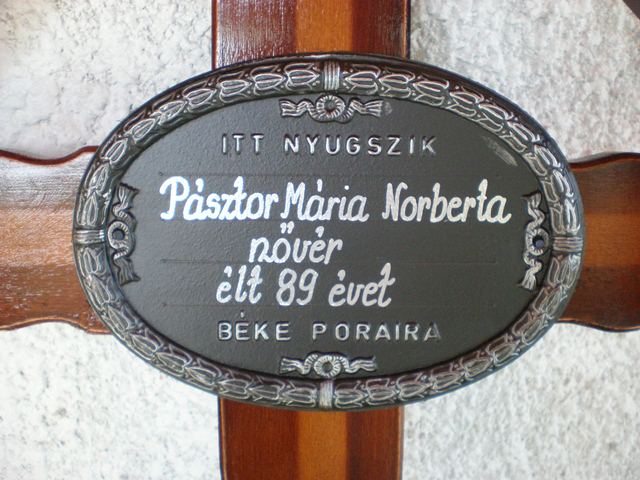 ITT NYUGSZIK
Pásztor Mária Norberta
nővér
élt 89 évet
BÉKE PORAIRA